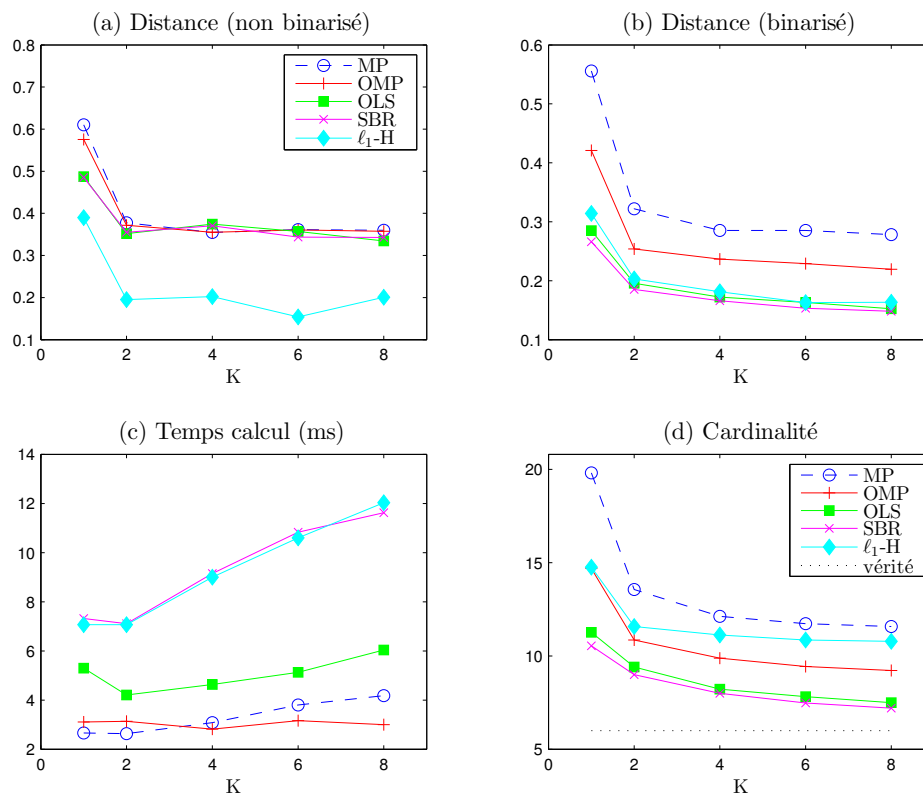 (a) Distance (non binarisé)
0.8
0.7
0.6
0.5
0.4
0.3
0.2
0.1
0 2 4 6 8
K
MP
OMP
OLS
SBR
ℓ₁-H
(b) Distance (binarisé)
0.6
0.5
0.4
0.3
0.2
0.1
0 2 4 6 8
K
(c) Temps calcul (ms)
14
12
10
8
6
4
2
0 2 4 6 8
K
(d) Cardinalité
20
15
10
5
0 2 4 6 8
K
MP
OMP
OLS
SBR
ℓ₁-H
vérité